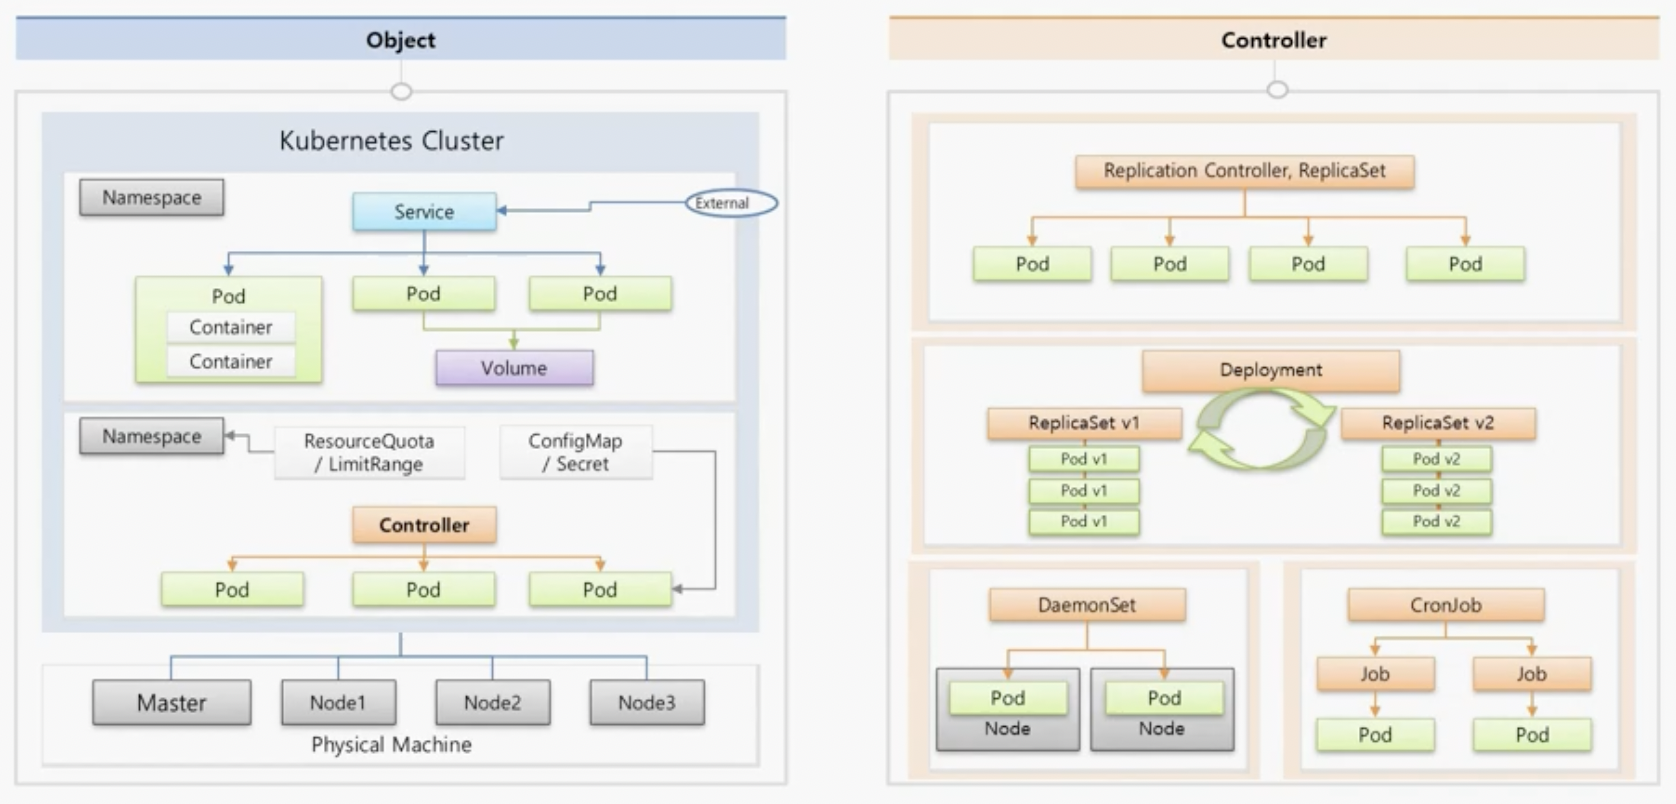 Object
Kubernetes Cluster
Namespace
Service
External
Pod
Container
Container
Pod
Pod
Volume
Namespace
ResourceQuota
/ LimitRange
ConfigMap
/ Secret
Controller
Pod
Pod
Pod
Master
Node1
Node2
Node3
Physical Machine
Controller
Replication Controller, ReplicaSet
Pod
Pod
Pod
Pod
Deployment
ReplicaSet v1
Pod v1
Pod v1
Pod v1
ReplicaSet v2
Pod v2
Pod v2
Pod v2
DaemonSet
Pod
Node
Pod
Node
CronJob
Job
Job
Pod
Pod